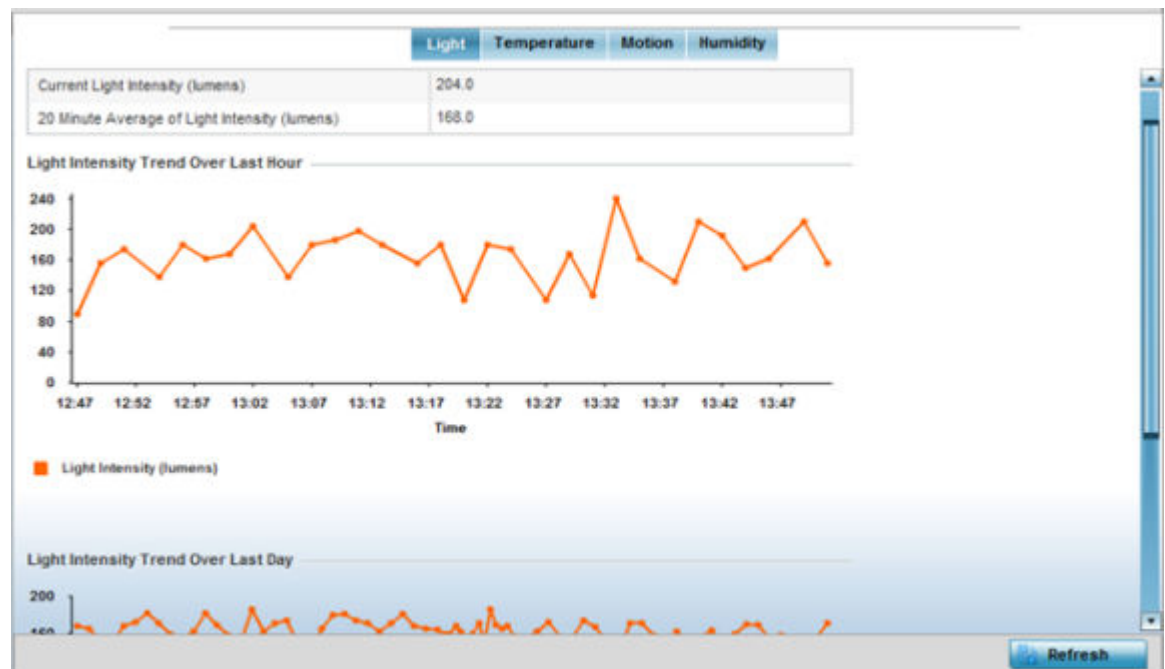 Light Temperature Motion Humidity
Current Light Intensity (lumens) 204.0
20 Minute Average of Light Intensity (lumens) 168.0
Light Intensity Trend Over Last Hour
240
200
160
120
80
40
0
12:47 12:52 12:57 13:02 13:07 13:12 13:17 13:22 13:27 13:32 13:37 13:42 13:47
Time
Light Intensity (lumens)
Light Intensity Trend Over Last Day
200
160
Refresh